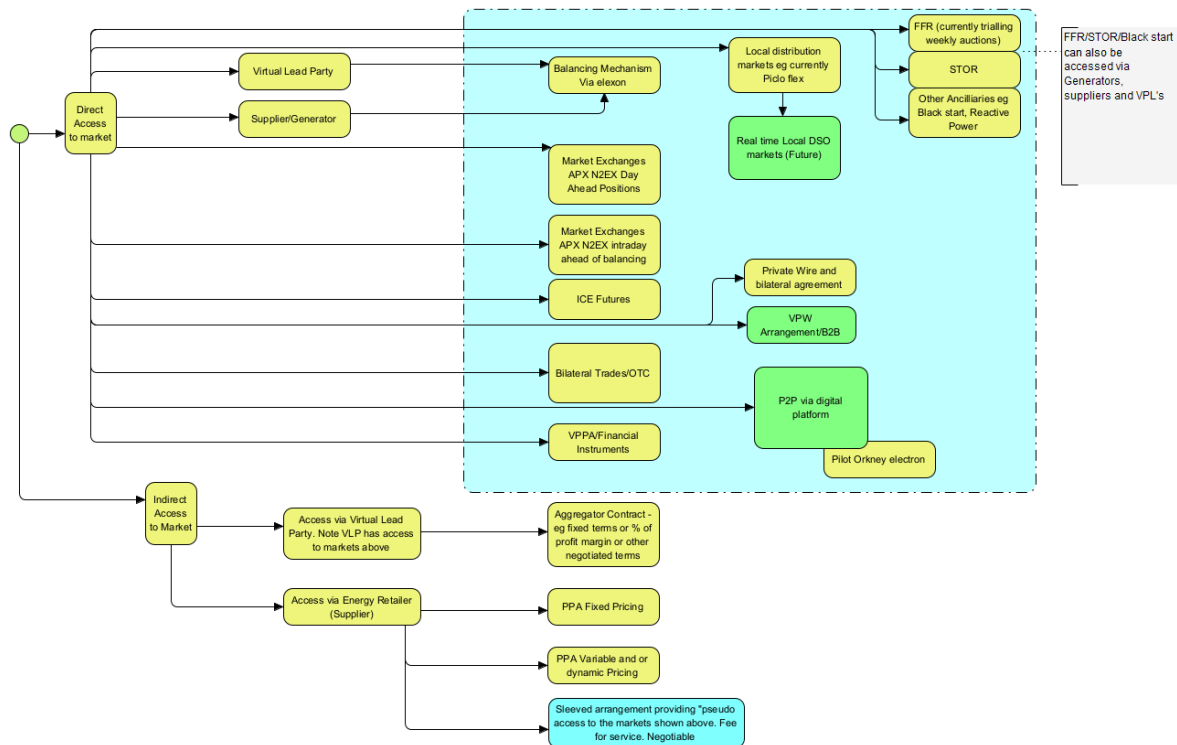 FFR (currently trialling
weekly auctions)
FFR/STOR/Black start
can also be
accessed via
Generators,
suppliers and VPL's
Local distribution
markets eg currently
Piclo flex
STOR
Virtual Lead Party
Balancing Mechanism
Via elexon
Other Ancilliaries eg
Black start, Reactive
Power
Direct
Access
to market
Supplier/Generator
Real time Local DSO
markets (Future)
Market Exchanges
APX N2EX Day
Ahead Positions
Market Exchanges
APX N2EX intraday
ahead of balancing
Private Wire and
bilateral agreement
ICE Futures
VPW
Arrangement/B2B
Bilateral Trades/OTC
P2P via digital
platform
VPPA/Financial
Instruments
Pilot Orkney electron
Indirect
Access
to Market
Access via Virtual Lead
Party. Note VLP has access
to markets above
Aggregator Contract -
eg fixed terms or % of
profit margin or other
negotiated terms
Access via Energy Retailer
(Supplier)
PPA Fixed Pricing
PPA Variable and or
dynamic Pricing
Sleeved arrangement providing "pseudo
access to the markets shown above. Fee
for service. Negotiable